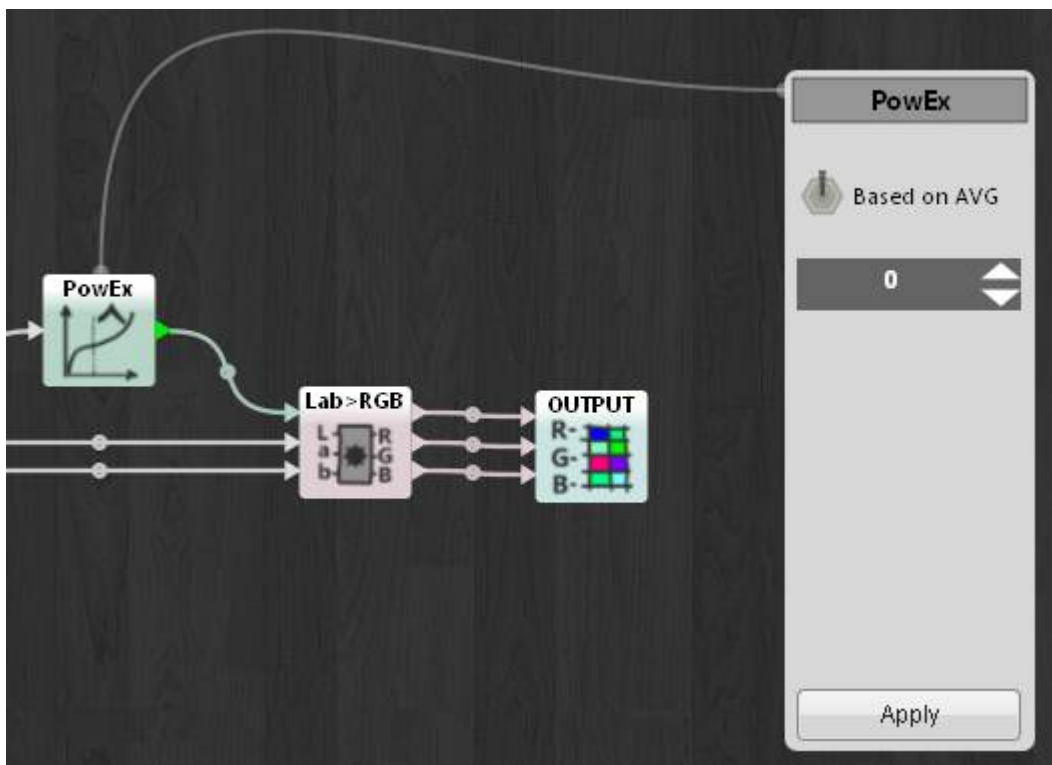 PowEx
Based on AVG
0
PowEx
Lab>RGB
L R
a G
b B
OUTPUT
R-
G-
B-
Apply